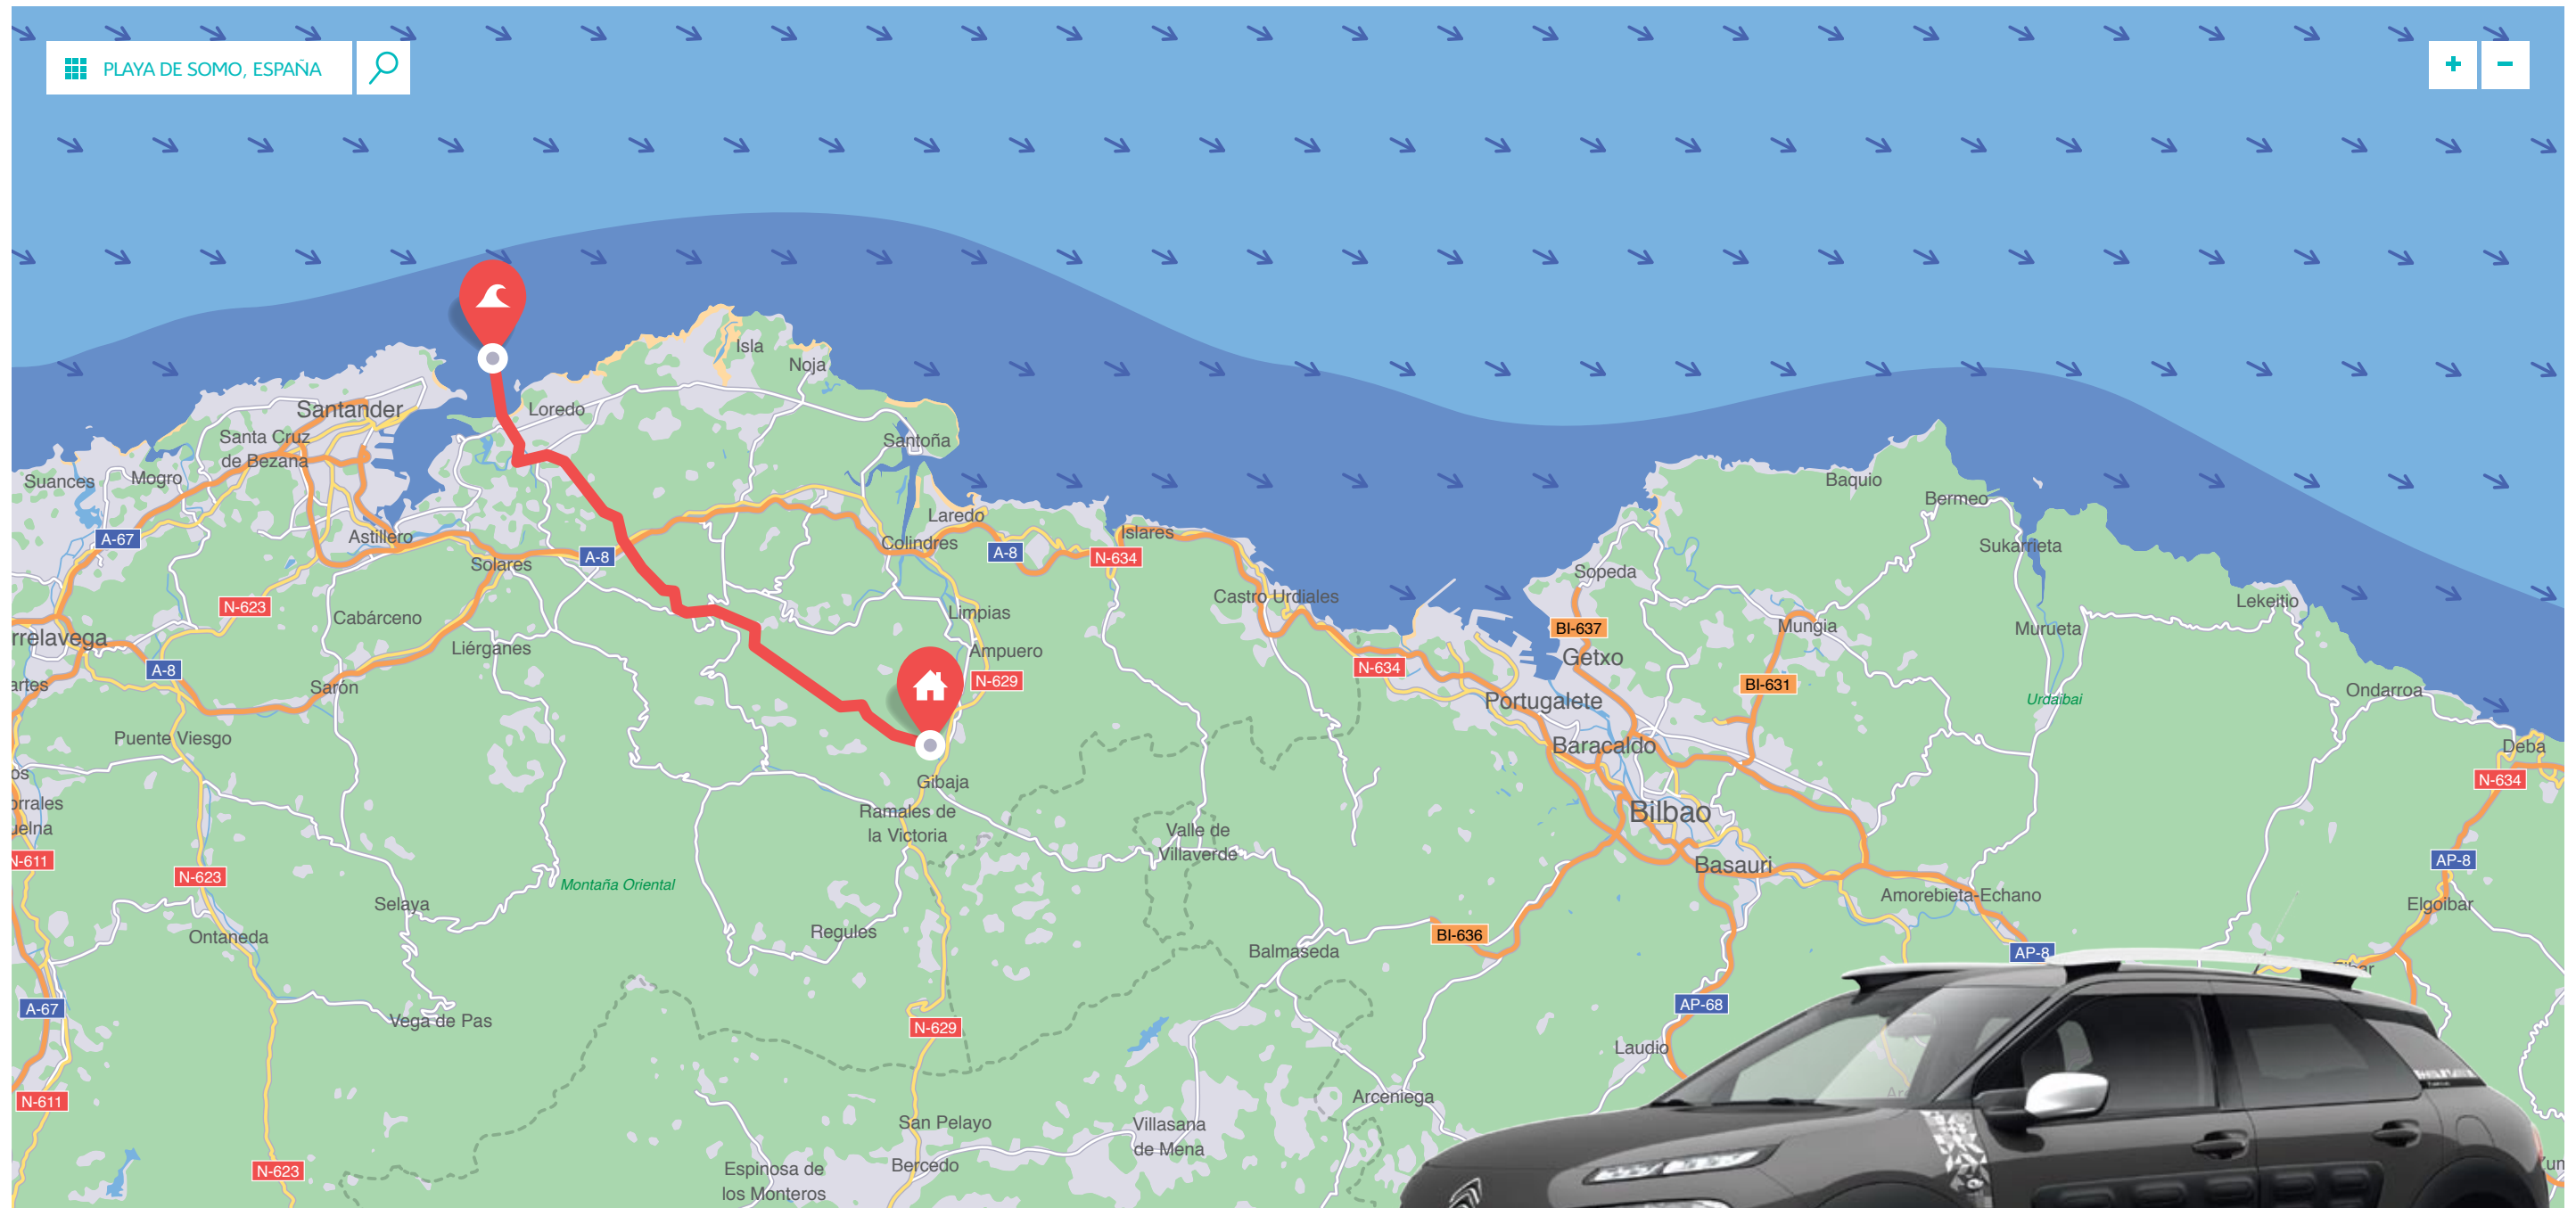 PLAYA DE SOMO, ESPAÑA
+
−
Isla
Noja
Santander
Loredo
Santa Cruz
de Bezana
Santoña
Suances
Mogro
Baquio
Bermeo
Laredo
A-67
Astillero
Colindres
A-8
A-8
Islares
N-634
Sukarrieta
Solares
Sopeda
N-623
Cabárceno
Limpias
Castro Urdiales
Lekeitio
rrelavega
Liérganes
Ampuero
BI-637
Mungia
Murueta
A-8
Getxo
N-634
artes
Sarón
N-629
BI-631
Ondarroa
Portugalete
Urdaibai
Puente Viesgo
Baracaldo
Deba
os
Gibaja
N-634
orrales
uelna
Ramales de
la Victoria
Bilbao
Valle de
Villaverde
N-611
Basauri
AP-8
N-623
Montaña Oriental
Amorebieta-Echano
Selaya
Elgoibar
Ontaneda
Regules
BI-636
Balmaseda
AP-8
A-67
AP-68
Vega de Pas
N-629
Laudio
N-611
Arceniega
San Pelayo
Villasana
de Mena
N-623
Espinosa de
los Monteros
Bercedo